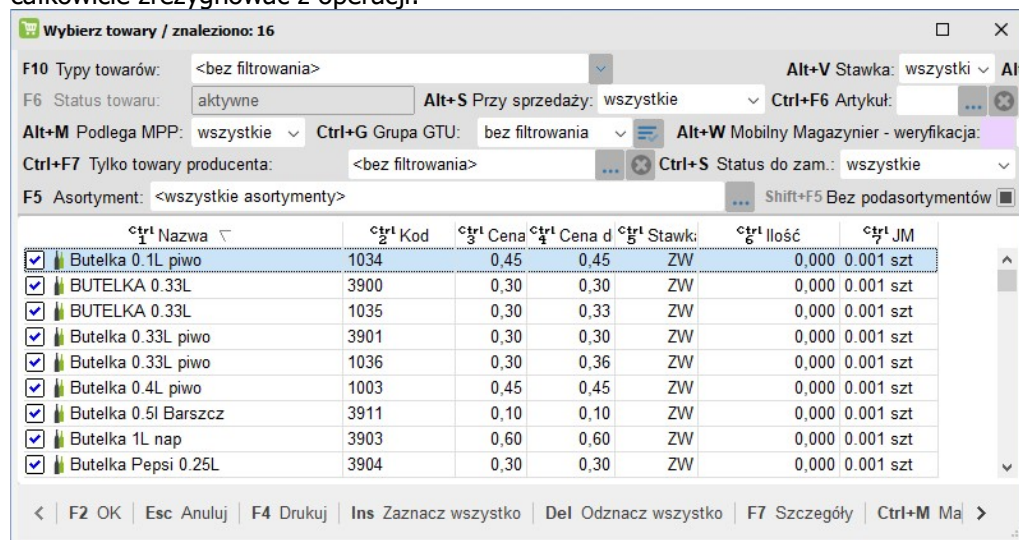 całkowicie zrezygnować z operacji.
Wybierz towary / znaleziono: 16
F10 Typy towarów: <bez filtrowania> Alt+V Stawka: wszystki Al
F6 Status towaru: aktywne Alt+S Przy sprzedaży: wszystkie Ctrl+F6 Artykuł: ...
Alt+M Podlega MPP: wszystkie Ctrl+G Grupa GTU: bez filtrowania Alt+W Mobilny Magazynier - weryfikacja:
Ctrl+F7 Tylko towary producenta: <bez filtrowania> ... Ctrl+S Status do zam.: wszystkie
F5 Asortyment: <wszystkie asortymenty> ... Shift+F5 Bez podasortymentów
Ctrl 1 Nazwa Ctrl 2 Kod Ctrl 3 Cena Ctrl 4 Cena d Ctrl 5 Stawka Ctrl 6 Ilość Ctrl 7 JM
Butelka 0.1L piwo 1034 0,45 0,45 ZW 0,000 0.001 szt
BUTELKA 0.33L 3900 0,30 0,30 ZW 0,000 0.001 szt
BUTELKA 0.33L 1035 0,30 0,33 ZW 0,000 0.001 szt
Butelka 0.33L piwo 3901 0,30 0,30 ZW 0,000 0.001 szt
Butelka 0.33L piwo 1036 0,30 0,36 ZW 0,000 0.001 szt
Butelka 0.4L piwo 1003 0,45 0,45 ZW 0,000 0.001 szt
Butelka 0.5l Barszcz 3911 0,10 0,10 ZW 0,000 0.001 szt
Butelka 1L nap 3903 0,60 0,60 ZW 0,000 0.001 szt
Butelka Pepsi 0.25L 3904 0,30 0,30 ZW 0,000 0.001 szt
< F2 OK Esc Anuluj F4 Drukuj Ins Zaznacz wszystko Del Odznacz wszystko F7 Szczegóły Ctrl+M Ma >